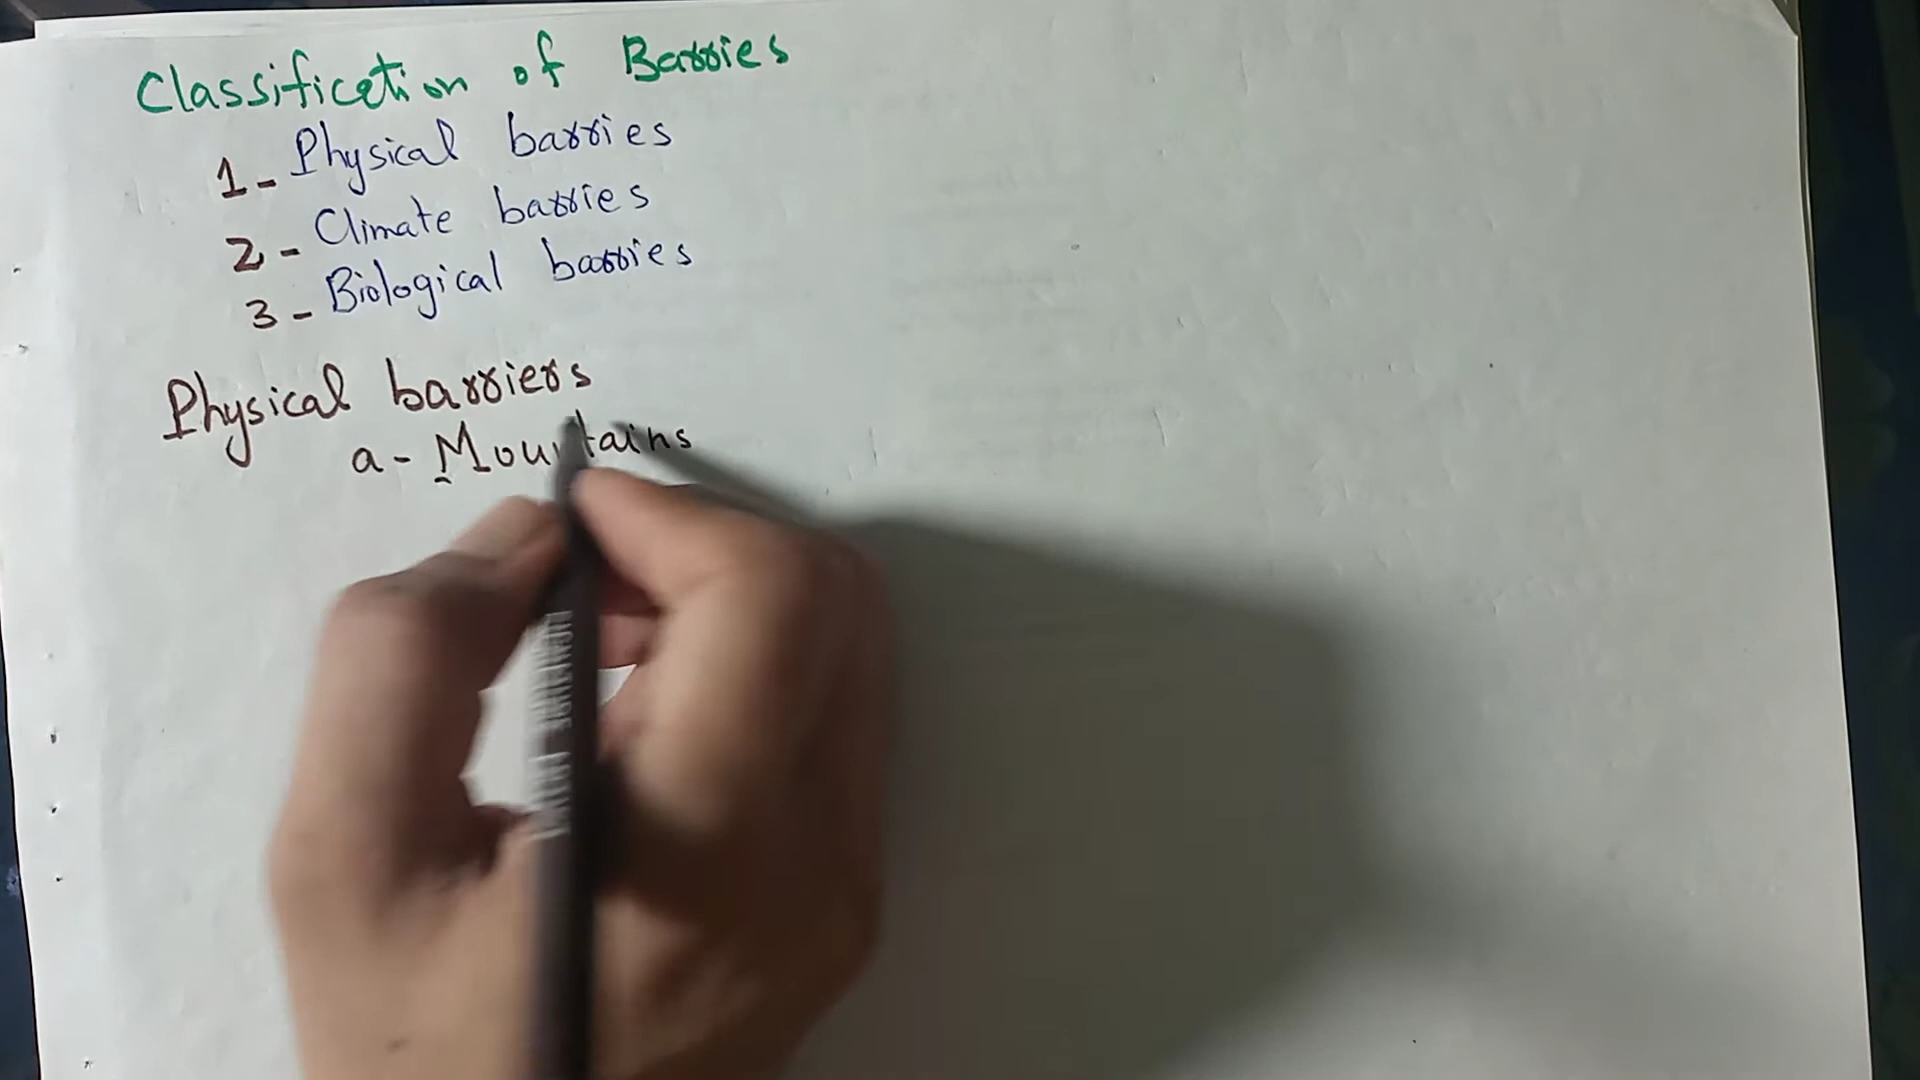 Classification of Barries
1- Physical barries
2- Climate barries
3- Biological barries
Physical barriers
a- Mountains